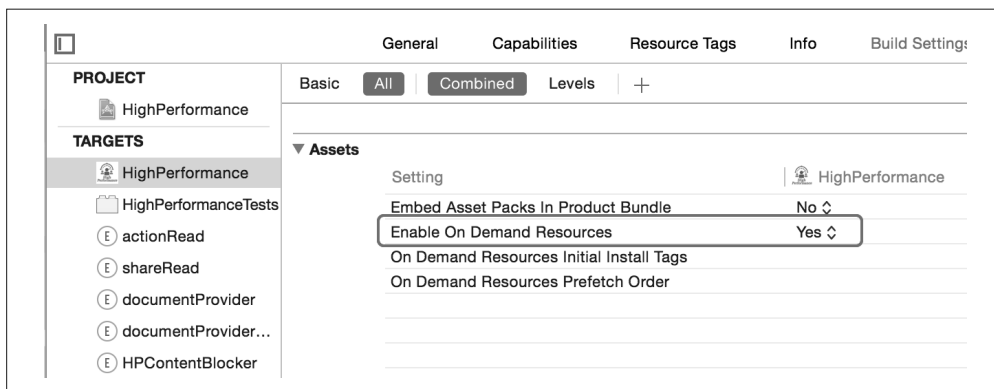 General Capabilities Resource Tags Info Build Settings
PROJECT
HighPerformance
TARGETS
HighPerformance
HighPerformanceTests
E actionRead
E shareRead
E documentProvider
E documentProvider...
E HPContentBlocker
Basic All Combined Levels +
Assets
Setting HighPerformance
Embed Asset Packs In Product Bundle No
Enable On Demand Resources Yes
On Demand Resources Initial Install Tags
On Demand Resources Prefetch Order